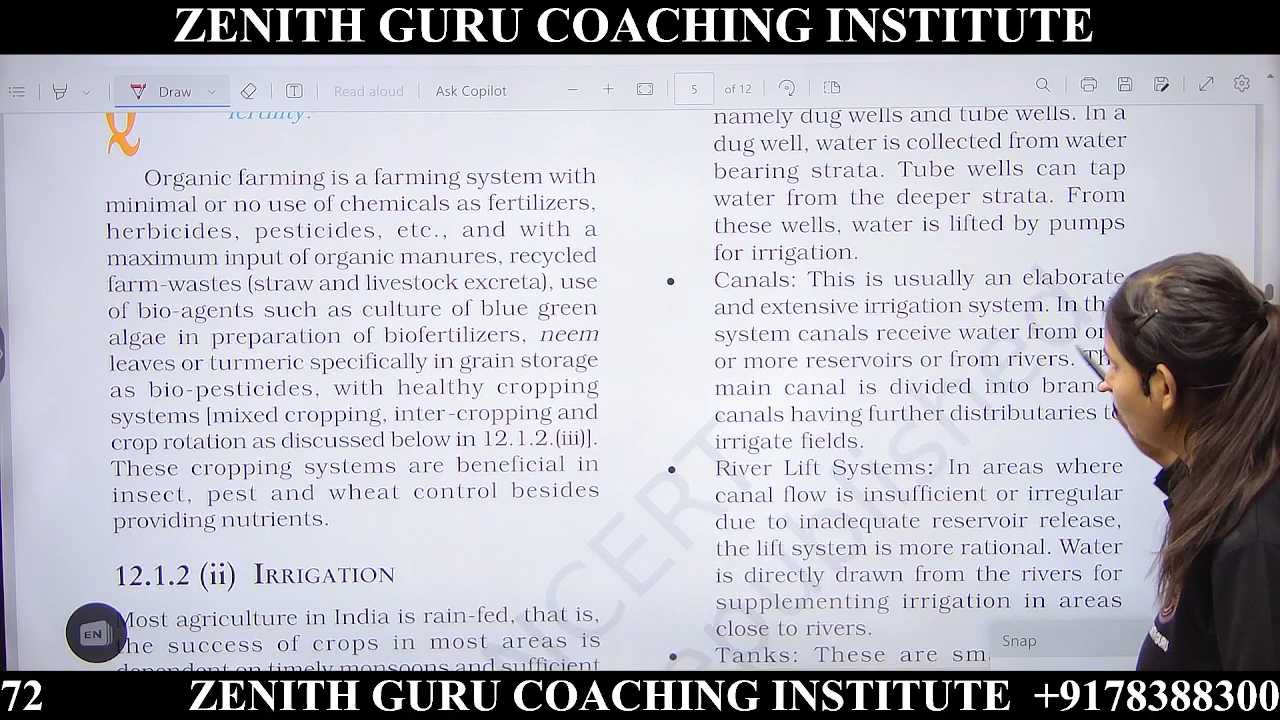 ZENITH GURU COACHING INSTITUTE
Draw
Read aloud
Ask Copilot
5
of 12
fertility.
Organic farming is a farming system with
minimal or no use of chemicals as fertilizers,
herbicides, pesticides, etc., and with a
maximum input of organic manures, recycled
farm-wastes (straw and livestock excreta), use
of bio-agents such as culture of blue green
algae in preparation of biofertilizers, neem
leaves or turmeric specifically in grain storage
as bio-pesticides, with healthy cropping
systems [mixed cropping, inter-cropping and
crop rotation as discussed below in 12.1.2.(iii)].
These cropping systems are beneficial in
insect, pest and wheat control besides
providing nutrients.
12.1.2 (ii) IRRIGATION
Most agriculture in India is rain-fed, that is,
the success of crops in most areas is
dependent on timely monsoons and sufficient
EN
namely dug wells and tube wells. In a
dug well, water is collected from water
bearing strata. Tube wells can tap
water from the deeper strata. From
these wells, water is lifted by pumps
for irrigation.
• Canals: This is usually an elaborate
and extensive irrigation system. In
system canals receive water from
or more reservoirs or from rivers.
main canal is divided into
canals having further distributaries
irrigate fields.
• River Lift Systems: In areas where
canal flow is insufficient or irregular
due to inadequate reservoir release,
the lift system is more rational. Water
is directly drawn from the rivers for
supplementing irrigation in areas
close to rivers.
• Tanks: These are
Snap
NCERT
72 ZENITH GURU COACHING INSTITUTE +9178388300